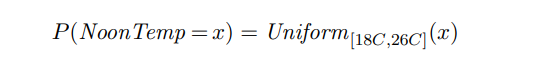 P(NoonTemp = x) = Uniform[18C,26C](x)